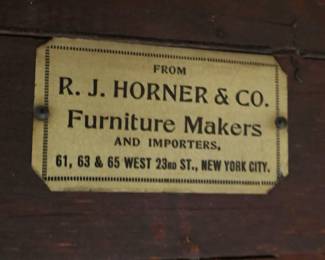 FROM
R. J. HORNER & CO.
Furniture Makers
AND IMPORTERS,
61, 63 & 65 WEST 23RD ST., NEW YORK CITY.